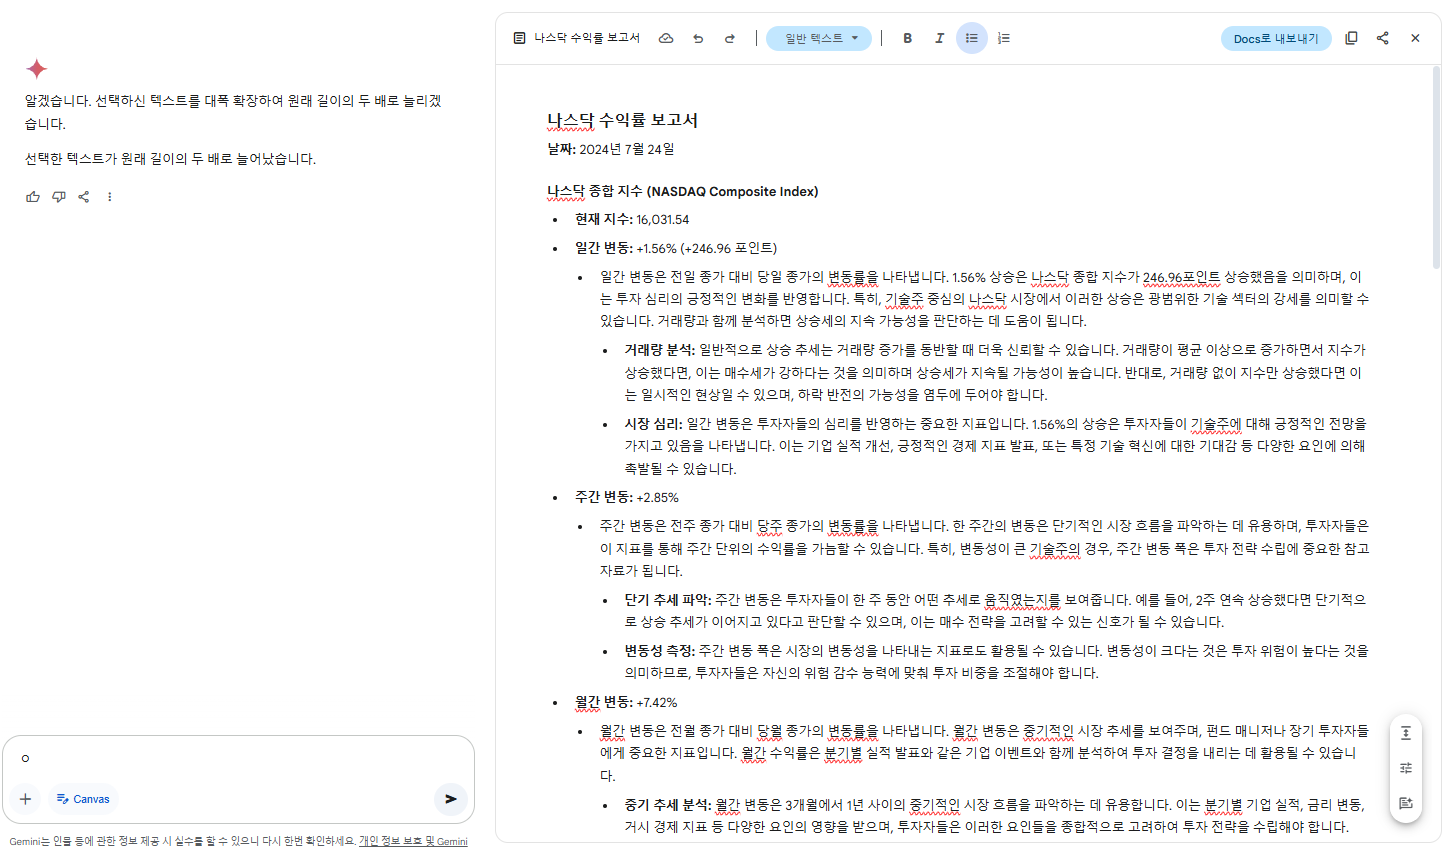 알겠습니다. 선택하신 텍스트를 대폭 확장하여 원래 길이의 두 배로 늘리겠
습니다.
선택한 텍스트가 원래 길이의 두 배로 늘어났습니다.
ㅇ
Canvas
Gemini는 인물 등에 관한 정보 제공 시 실수를 할 수 있으니 다시 한번 확인하세요. 개인 정보 보호 및 Gemini
나스닥 수익률 보고서
일반 텍스트
B
I
Docs로 내보내기
나스닥 수익률 보고서
날짜: 2024년 7월 24일
나스닥 종합 지수 (NASDAQ Composite Index)
• 현재 지수: 16,031.54
• 일간 변동: +1.56% (+246.96 포인트)
• 일간 변동은 전일 종가 대비 당일 종가의 변동률을 나타냅니다. 1.56% 상승은 나스닥 종합 지수가 246.96포인트 상승했음을 의미하며, 이
는 투자 심리의 긍정적인 변화를 반영합니다. 특히, 기술주 중심의 나스닥 시장에서 이러한 상승은 광범위한 기술 섹터의 강세를 의미할 수
있습니다. 거래량과 함께 분석하면 상승세의 지속 가능성을 판단하는 데 도움이 됩니다.
• 거래량 분석: 일반적으로 상승 추세는 거래량 증가를 동반할 때 더욱 신뢰할 수 있습니다. 거래량이 평균 이상으로 증가하면서 지수가
상승했다면, 이는 매수세가 강하다는 것을 의미하며 상승세가 지속될 가능성이 높습니다. 반대로, 거래량 없이 지수만 상승했다면 이
는 일시적인 현상일 수 있으며, 하락 반전의 가능성을 염두에 두어야 합니다.
• 시장 심리: 일간 변동은 투자자들의 심리를 반영하는 중요한 지표입니다. 1.56%의 상승은 투자자들이 기술주에 대해 긍정적인 전망을
가지고 있음을 나타냅니다. 이는 기업 실적 개선, 긍정적인 경제 지표 발표, 또는 특정 기술 혁신에 대한 기대감 등 다양한 요인에 의해
촉발될 수 있습니다.
• 주간 변동: +2.85%
• 주간 변동은 전주 종가 대비 당주 종가의 변동률을 나타냅니다. 한 주간의 변동은 단기적인 시장 흐름을 파악하는 데 유용하며, 투자자들은
이 지표를 통해 주간 단위의 수익률을 가늠할 수 있습니다. 특히, 변동성이 큰 기술주의 경우, 주간 변동 폭은 투자 전략 수립에 중요한 참고
자료가 됩니다.
• 단기 추세 파악: 주간 변동은 투자자들이 한 주 동안 어떤 추세로 움직였는지를 보여줍니다. 예를 들어, 2주 연속 상승했다면 단기적으
로 상승 추세가 이어지고 있다고 판단할 수 있으며, 이는 매수 전략을 고려할 수 있는 신호가 될 수 있습니다.
• 변동성 측정: 주간 변동 폭은 시장의 변동성을 나타내는 지표로도 활용될 수 있습니다. 변동성이 크다는 것은 투자 위험이 높다는 것을
의미하므로, 투자자들은 자신의 위험 감수 능력에 맞춰 투자 비중을 조절해야 합니다.
• 월간 변동: +7.42%
• 월간 변동은 전월 종가 대비 당월 종가의 변동률을 나타냅니다. 월간 변동은 중기적인 시장 추세를 보여주며, 펀드 매니저나 장기 투자자들
에게 중요한 지표입니다. 월간 수익률은 분기별 실적 발표와 같은 기업 이벤트와 함께 분석하여 투자 결정을 내리는 데 활용될 수 있습니
다.
• 중기 추세 분석: 월간 변동은 3개월에서 1년 사이의 중기적인 시장 흐름을 파악하는 데 유용합니다. 이는 분기별 기업 실적, 금리 변동,
거시 경제 지표 등 다양한 요인의 영향을 받으며, 투자자들은 이러한 요인들을 종합적으로 고려하여 투자 전략을 수립해야 합니다.